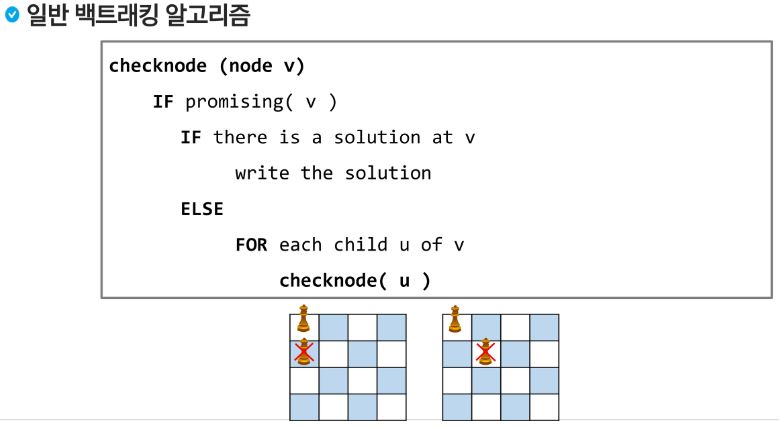 일반 백트래킹 알고리즘
checknode (node v)
IF promising( v )
IF there is a solution at v
write the solution
ELSE
FOR each child u of v
checknode( u )